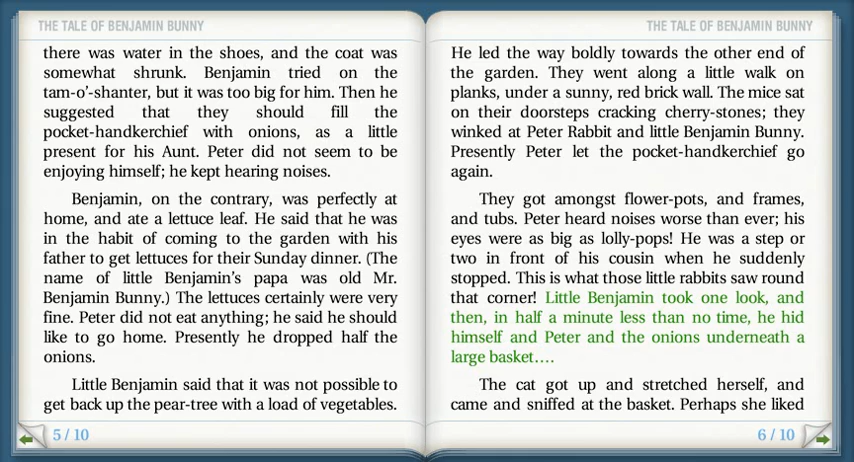 THE TALE OF BENJAMIN BUNNY
there was water in the shoes, and the coat was
somewhat shrunk. Benjamin tried on the
tam-o'-shanter, but it was too big for him. Then he
suggested that they should fill the
pocket-handkerchief with onions, as a little
present for his Aunt. Peter did not seem to be
enjoying himself; he kept hearing noises.
Benjamin, on the contrary, was perfectly at
home, and ate a lettuce leaf. He said that he was
in the habit of coming to the garden with his
father to get lettuces for their Sunday dinner. (The
name of little Benjamin's papa was old Mr.
Benjamin Bunny.) The lettuces certainly were very
fine. Peter did not eat anything; he said he should
like to go home. Presently he dropped half the
onions.
Little Benjamin said that it was not possible to
get back up the pear-tree with a load of vegetables.
5 / 10
THE TALE OF BENJAMIN BUNNY
He led the way boldly towards the other end of
the garden. They went along a little walk on
planks, under a sunny, red brick wall. The mice sat
on their doorsteps cracking cherry-stones; they
winked at Peter Rabbit and little Benjamin Bunny.
Presently Peter let the pocket-handkerchief go
again.
They got amongst flower-pots, and frames,
and tubs. Peter heard noises worse than ever; his
eyes were as big as lolly-pops! He was a step or
two in front of his cousin when he suddenly
stopped. This is what those little rabbits saw round
that corner! Little Benjamin took one look, and
then, in half a minute less than no time, he hid
himself and Peter and the onions underneath a
large basket....
The cat got up and stretched herself, and
came and sniffed at the basket. Perhaps she liked
6 / 10